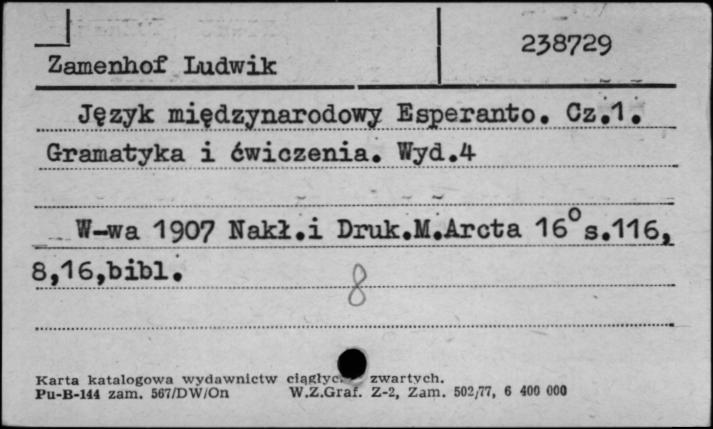 238729
Zamenhof Ludwik
Język międzynarodowy Esperanto. Cz.1.
Gramatyka i ćwiczenia. Wyd.4
W-wa 1907 Nakł.i Druk.M.Arcta 16° s.116,
8,16,bibl.
8
Karta katalogowa wydawnictw zwartych.
Pu-B-144 zam. 567/DW/On W.Z.Graf. Z-2, Zam. 502/77, 6 400 000